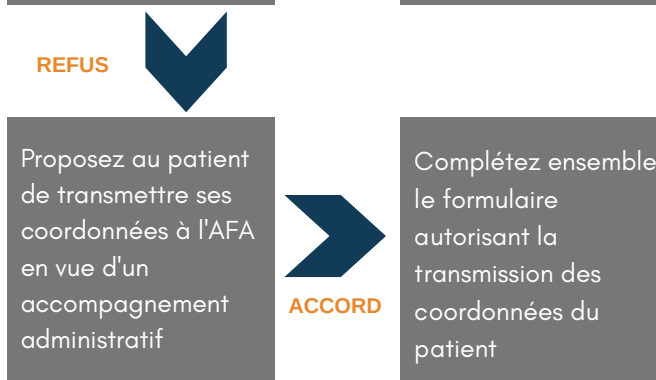 REFUS
Proposez au patient
de transmettre ses
coordonnées à l'AFA
en vue d'un
accompagnement
administratif
ACCORD
Complétez ensemble
le formulaire
autorisant la
transmission des
coordonnées du
patient